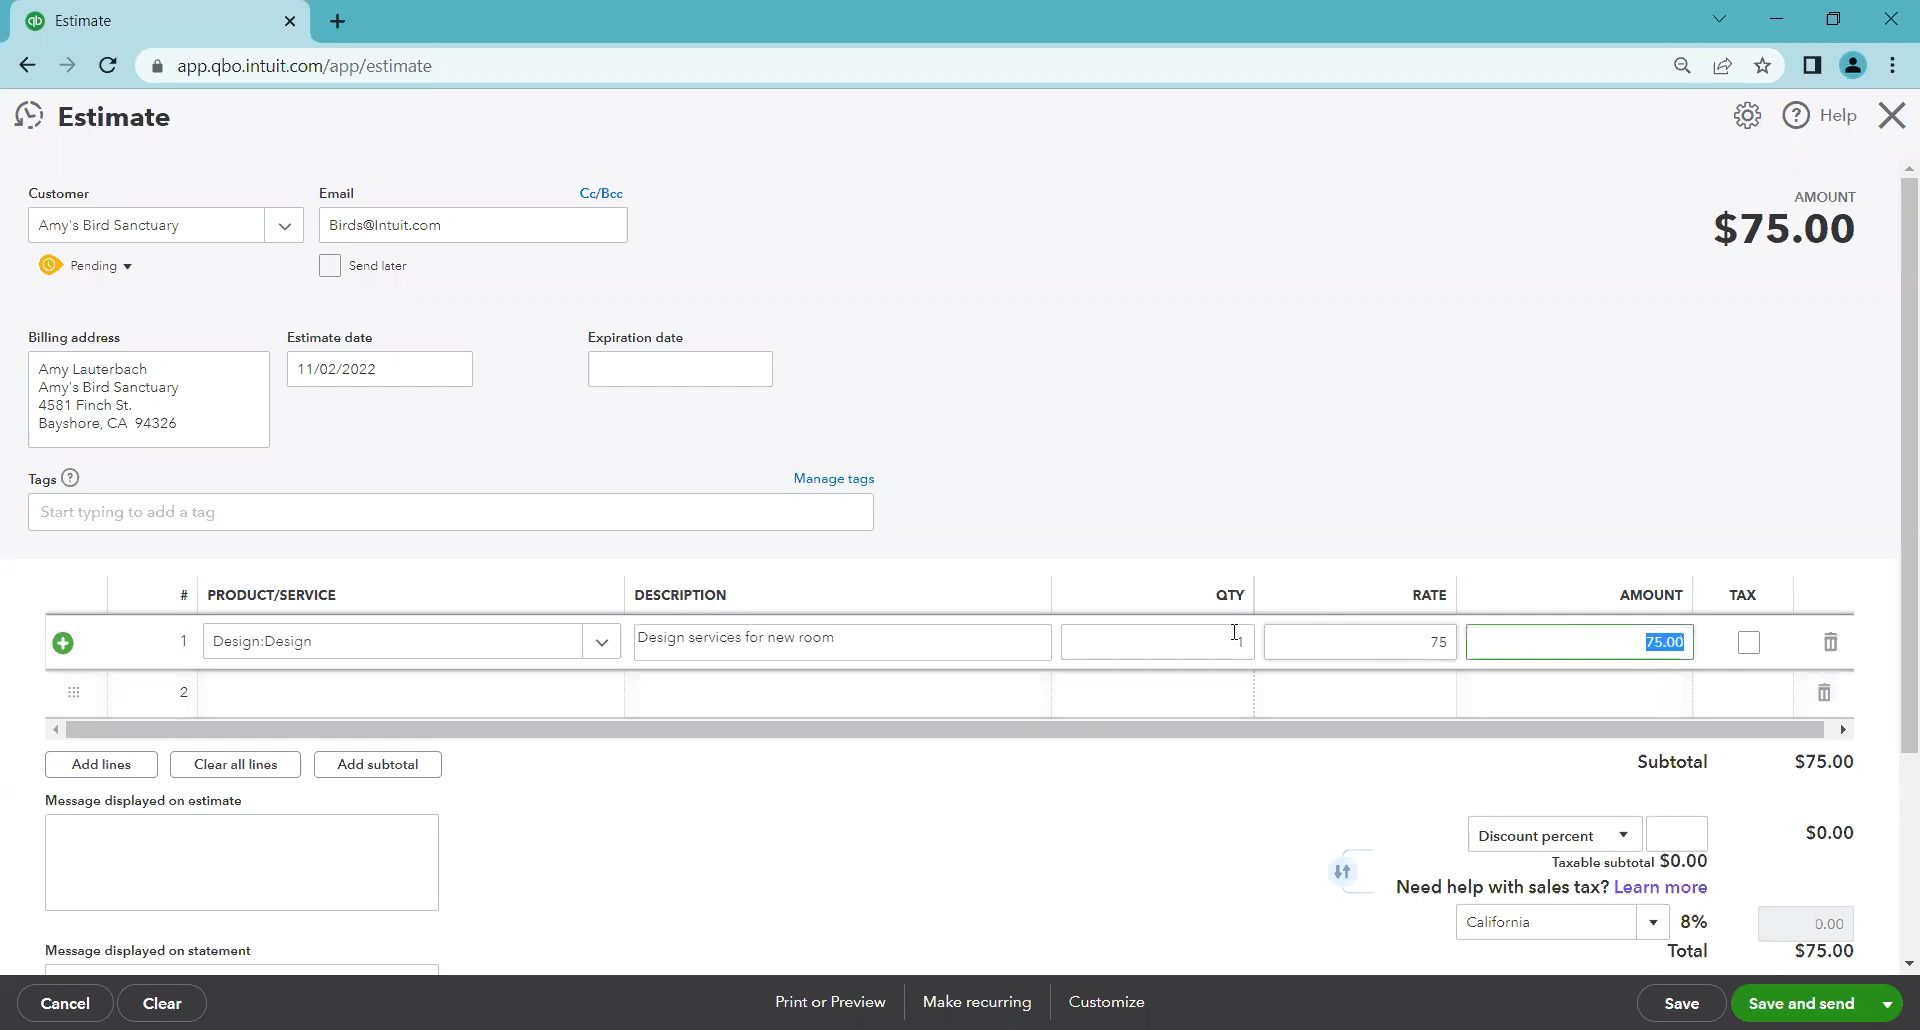 Estimate
app.qbo.intuit.com/app/estimate
Estimate
Help
Customer
Email
Cc/Bcc
AMOUNT
Amy's Bird Sanctuary
Birds@Intuit.com
$75.00
Pending
Send later
Billing address
Estimate date
Expiration date
Amy Lauterbach
Amy's Bird Sanctuary
4581 Finch St.
Bayshore, CA 94326
11/02/2022
Tags
Manage tags
Start typing to add a tag
# PRODUCT/SERVICE DESCRIPTION QTY RATE AMOUNT TAX
1 Design:Design Design services for new room 1 75 75.00
2
Add lines
Clear all lines
Add subtotal
Subtotal $75.00
Message displayed on estimate
Discount percent $0.00
Taxable subtotal $0.00
Need help with sales tax? Learn more
California 8% 0.00
Message displayed on statement
Total $75.00
Cancel
Clear
Print or Preview
Make recurring
Customize
Save
Save and send